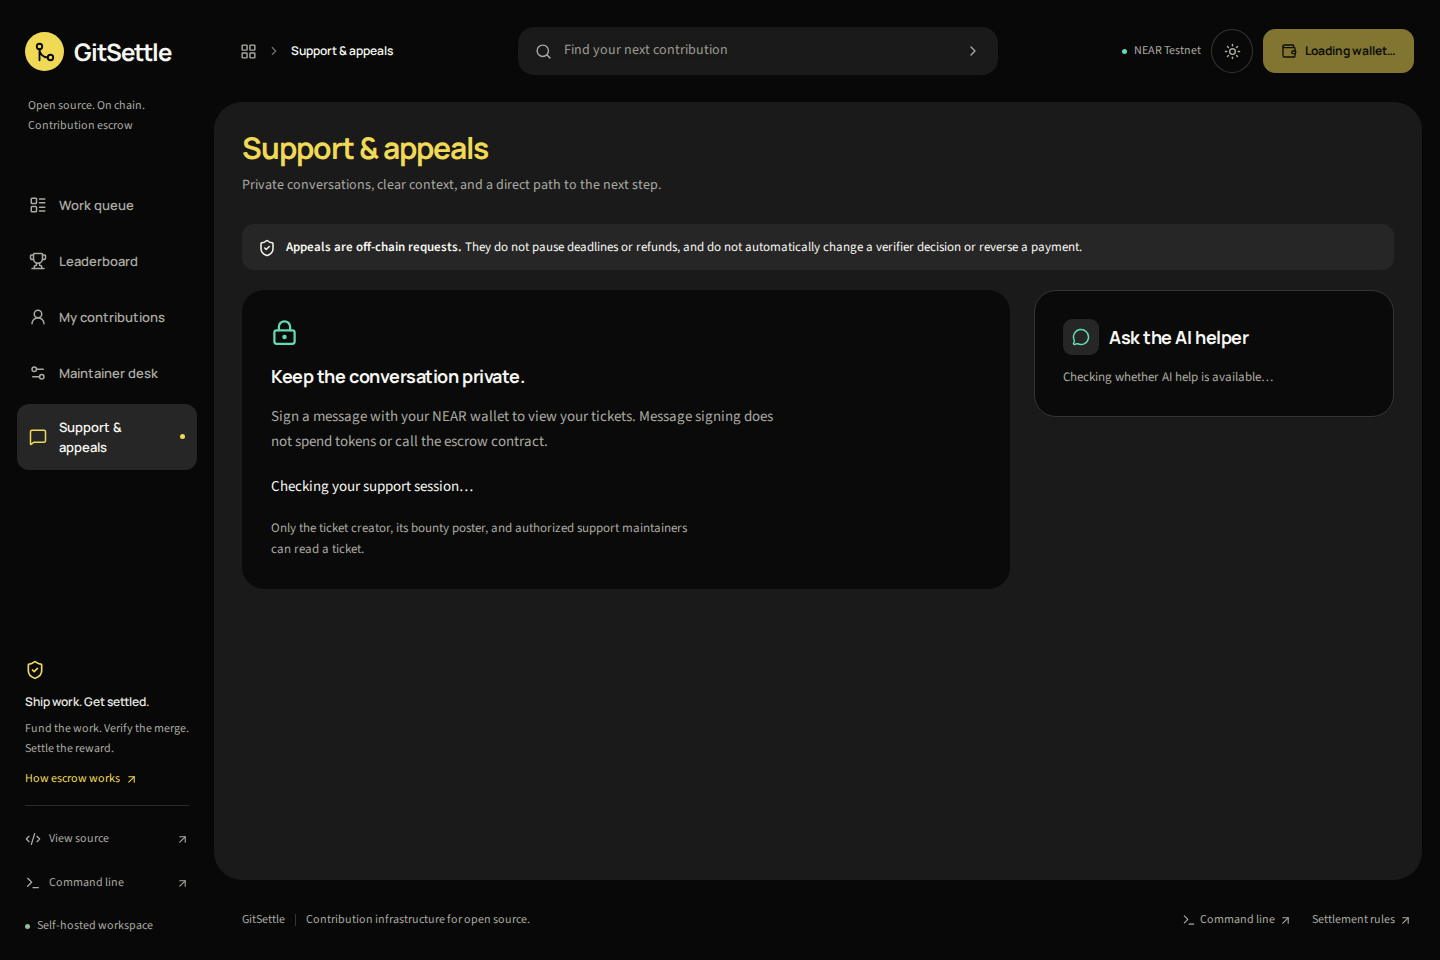 GitSettle
Open source. On chain.
Contribution escrow
Work queue
Leaderboard
My contributions
Maintainer desk
Support &
appeals
Ship work. Get settled.
Fund the work. Verify the merge.
Settle the reward.
How escrow works
View source
Command line
Self-hosted workspace
Support & appeals
Find your next contribution
NEAR Testnet
Loading wallet...
Support & appeals
Private conversations, clear context, and a direct path to the next step.
Appeals are off-chain requests. They do not pause deadlines or refunds, and do not automatically change a verifier decision or reverse a payment.
Keep the conversation private.
Sign a message with your NEAR wallet to view your tickets. Message signing does
not spend tokens or call the escrow contract.
Checking your support session…
Only the ticket creator, its bounty poster, and authorized support maintainers
can read a ticket.
Ask the AI helper
Checking whether AI help is available…
GitSettle
Contribution infrastructure for open source.
Command line
Settlement rules